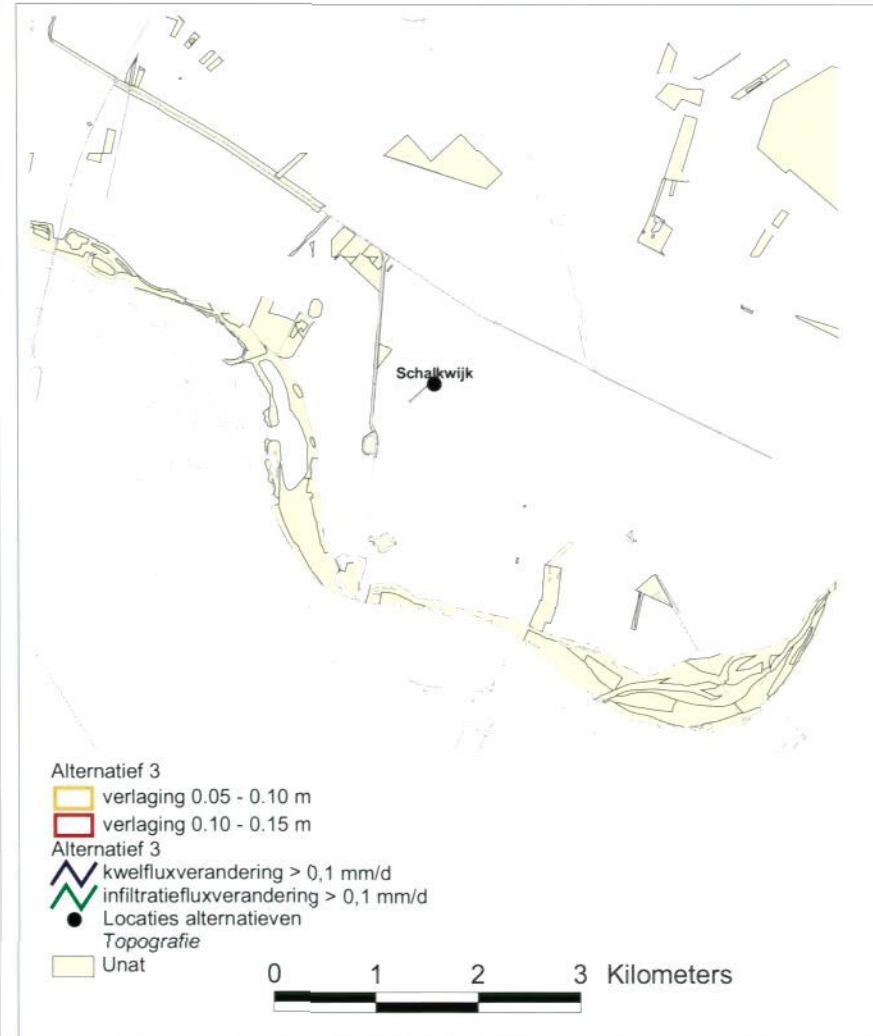 Schalkwijk
Alternatief 3
verlaging 0.05 - 0.10 m
verlaging 0.10 - 0.15 m
Alternatief 3
kwelfluxverandering > 0,1 mm/d
infiltratiefluxverandering > 0,1 mm/d
Locaties alternatieven
Topografie
Unat
0 1 2 3 Kilometers